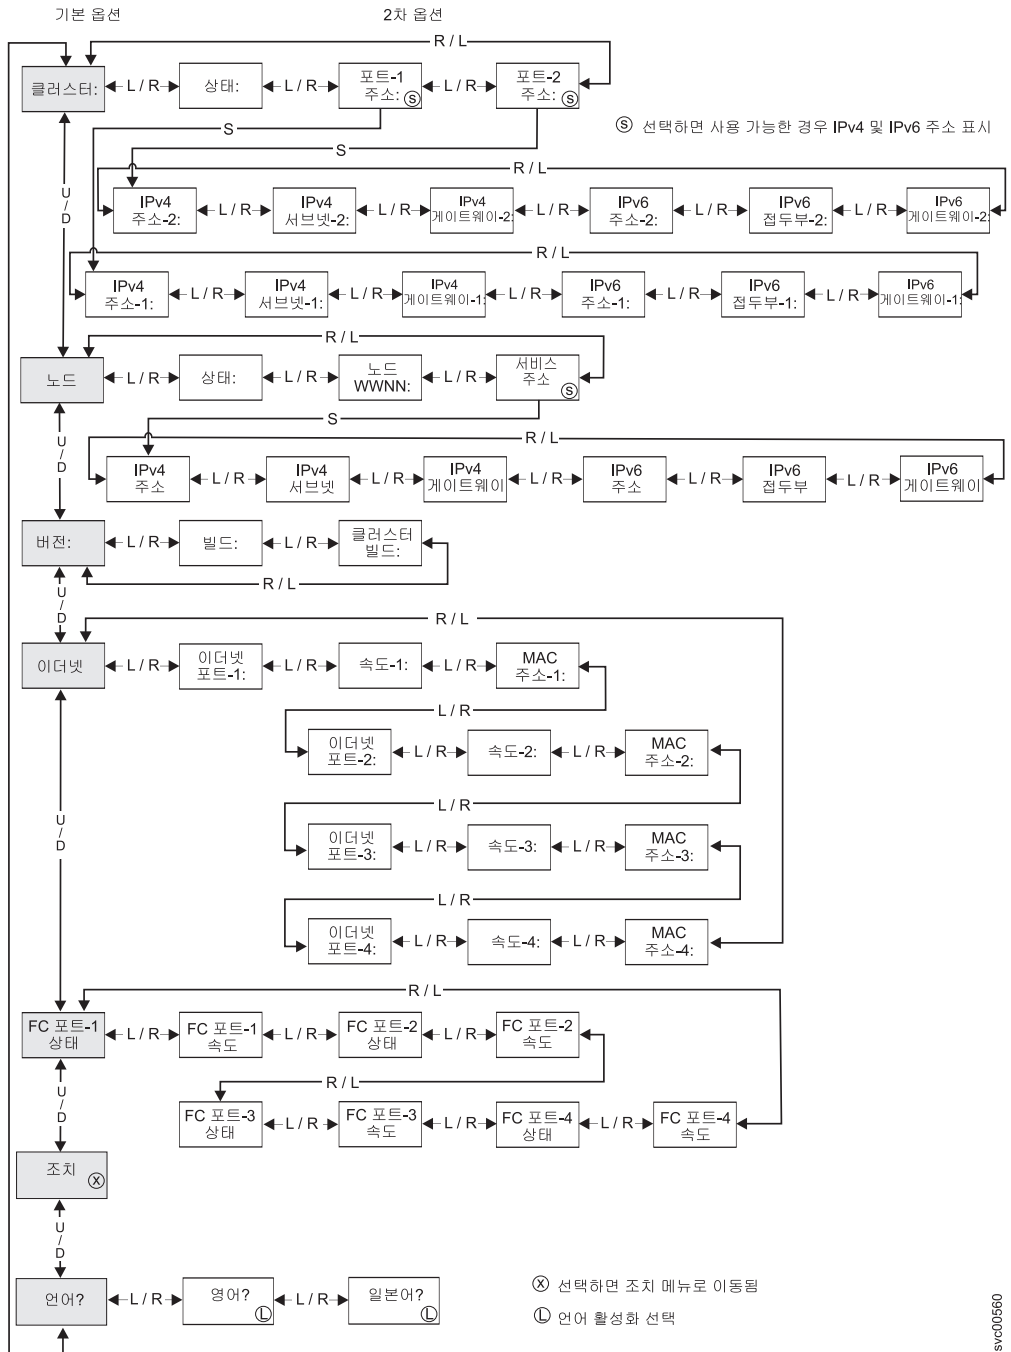 기본 옵션 2차 옵션
R / L
클러스터: L / R 상태: L / R 포트-1 L / R 포트-2
주소: Ⓢ 주소: Ⓢ
Ⓢ 선택하면 사용 가능한 경우 IPv4 및 IPv6 주소 표시
S
S
U / D
R / L
IPv4 L / R IPv4 L / R IPv4 L / R IPv6 L / R IPv6 L / R IPv6
주소-2: 서브넷-2: 게이트웨이-2: 주소-2: 접두부-2: 게이트웨이-2:
R / L
IPv4 L / R IPv4 L / R IPv4 L / R IPv6 L / R IPv6 L / R IPv6
주소-1: 서브넷-1: 게이트웨이-1: 주소-1: 접두부-1: 게이트웨이-1:
R / L
노드 L / R 상태: L / R 노드 L / R 서비스
WWNN: 주소 Ⓢ
S
U / D
R / L
IPv4 L / R IPv4 L / R IPv4 L / R IPv6 L / R IPv6 L / R IPv6
주소 서브넷 게이트웨이 주소 접두부 게이트웨이
버전: L / R 빌드: L / R 클러스터
빌드:
R / L
U / D
R / L
이더넷 L / R 이더넷 L / R 속도-1: L / R MAC
포트-1: 주소-1:
L / R
이더넷 L / R 속도-2: L / R MAC
포트-2: 주소-2:
L / R
U / D
이더넷 L / R 속도-3: L / R MAC
포트-3: 주소-3:
L / R
이더넷 L / R 속도-4: L / R MAC
포트-4: 주소-4:
R / L
FC 포트-1 L / R FC 포트-1 L / R FC 포트-2 L / R FC 포트-2
상태 속도 상태 속도
R / L
U / D
FC 포트-3 L / R FC 포트-3 L / R FC 포트-4 L / R FC 포트-4
상태 속도 상태 속도
조치 ⓧ
U / D
언어? L / R 영어? Ⓛ L / R 일본어? Ⓛ
ⓧ 선택하면 조치 메뉴로 이동됨
Ⓛ 언어 활성화 선택
svc00560